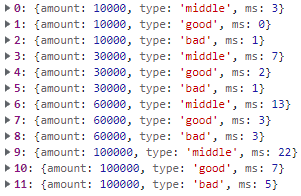 ▶ 0: {amount: 10000, type: 'middle', ms: 3}
▶ 1: {amount: 10000, type: 'good', ms: 0}
▶ 2: {amount: 10000, type: 'bad', ms: 1}
▶ 3: {amount: 30000, type: 'middle', ms: 7}
▶ 4: {amount: 30000, type: 'good', ms: 2}
▶ 5: {amount: 30000, type: 'bad', ms: 1}
▶ 6: {amount: 60000, type: 'middle', ms: 13}
▶ 7: {amount: 60000, type: 'good', ms: 3}
▶ 8: {amount: 60000, type: 'bad', ms: 3}
▶ 9: {amount: 100000, type: 'middle', ms: 22}
▶ 10: {amount: 100000, type: 'good', ms: 7}
▶ 11: {amount: 100000, type: 'bad', ms: 5}